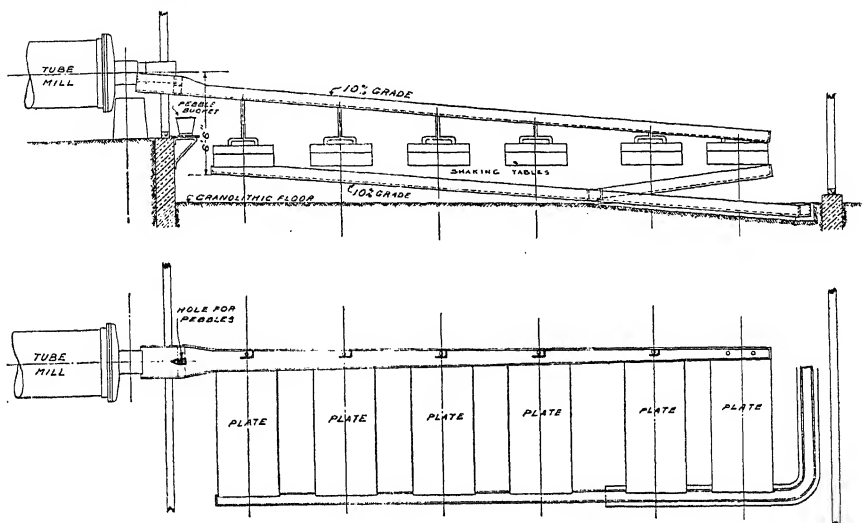 TUBE
MILL
PEBBLE
BUCKET
6'6"
10% GRADE
SHAKING TABLES
10% GRADE
GRANOLITHIC FLOOR
HOLE FOR
PEBBLES
TUBE
MILL
PLATE
PLATE
PLATE
PLATE
PLATE
PLATE